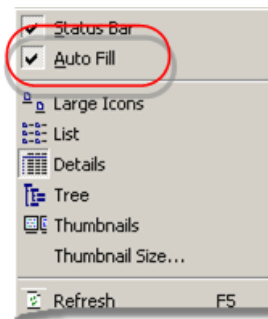 Status Bar
Auto Fill
Large Icons
List
Details
Tree
Thumbnails
Thumbnail Size...
Refresh F5